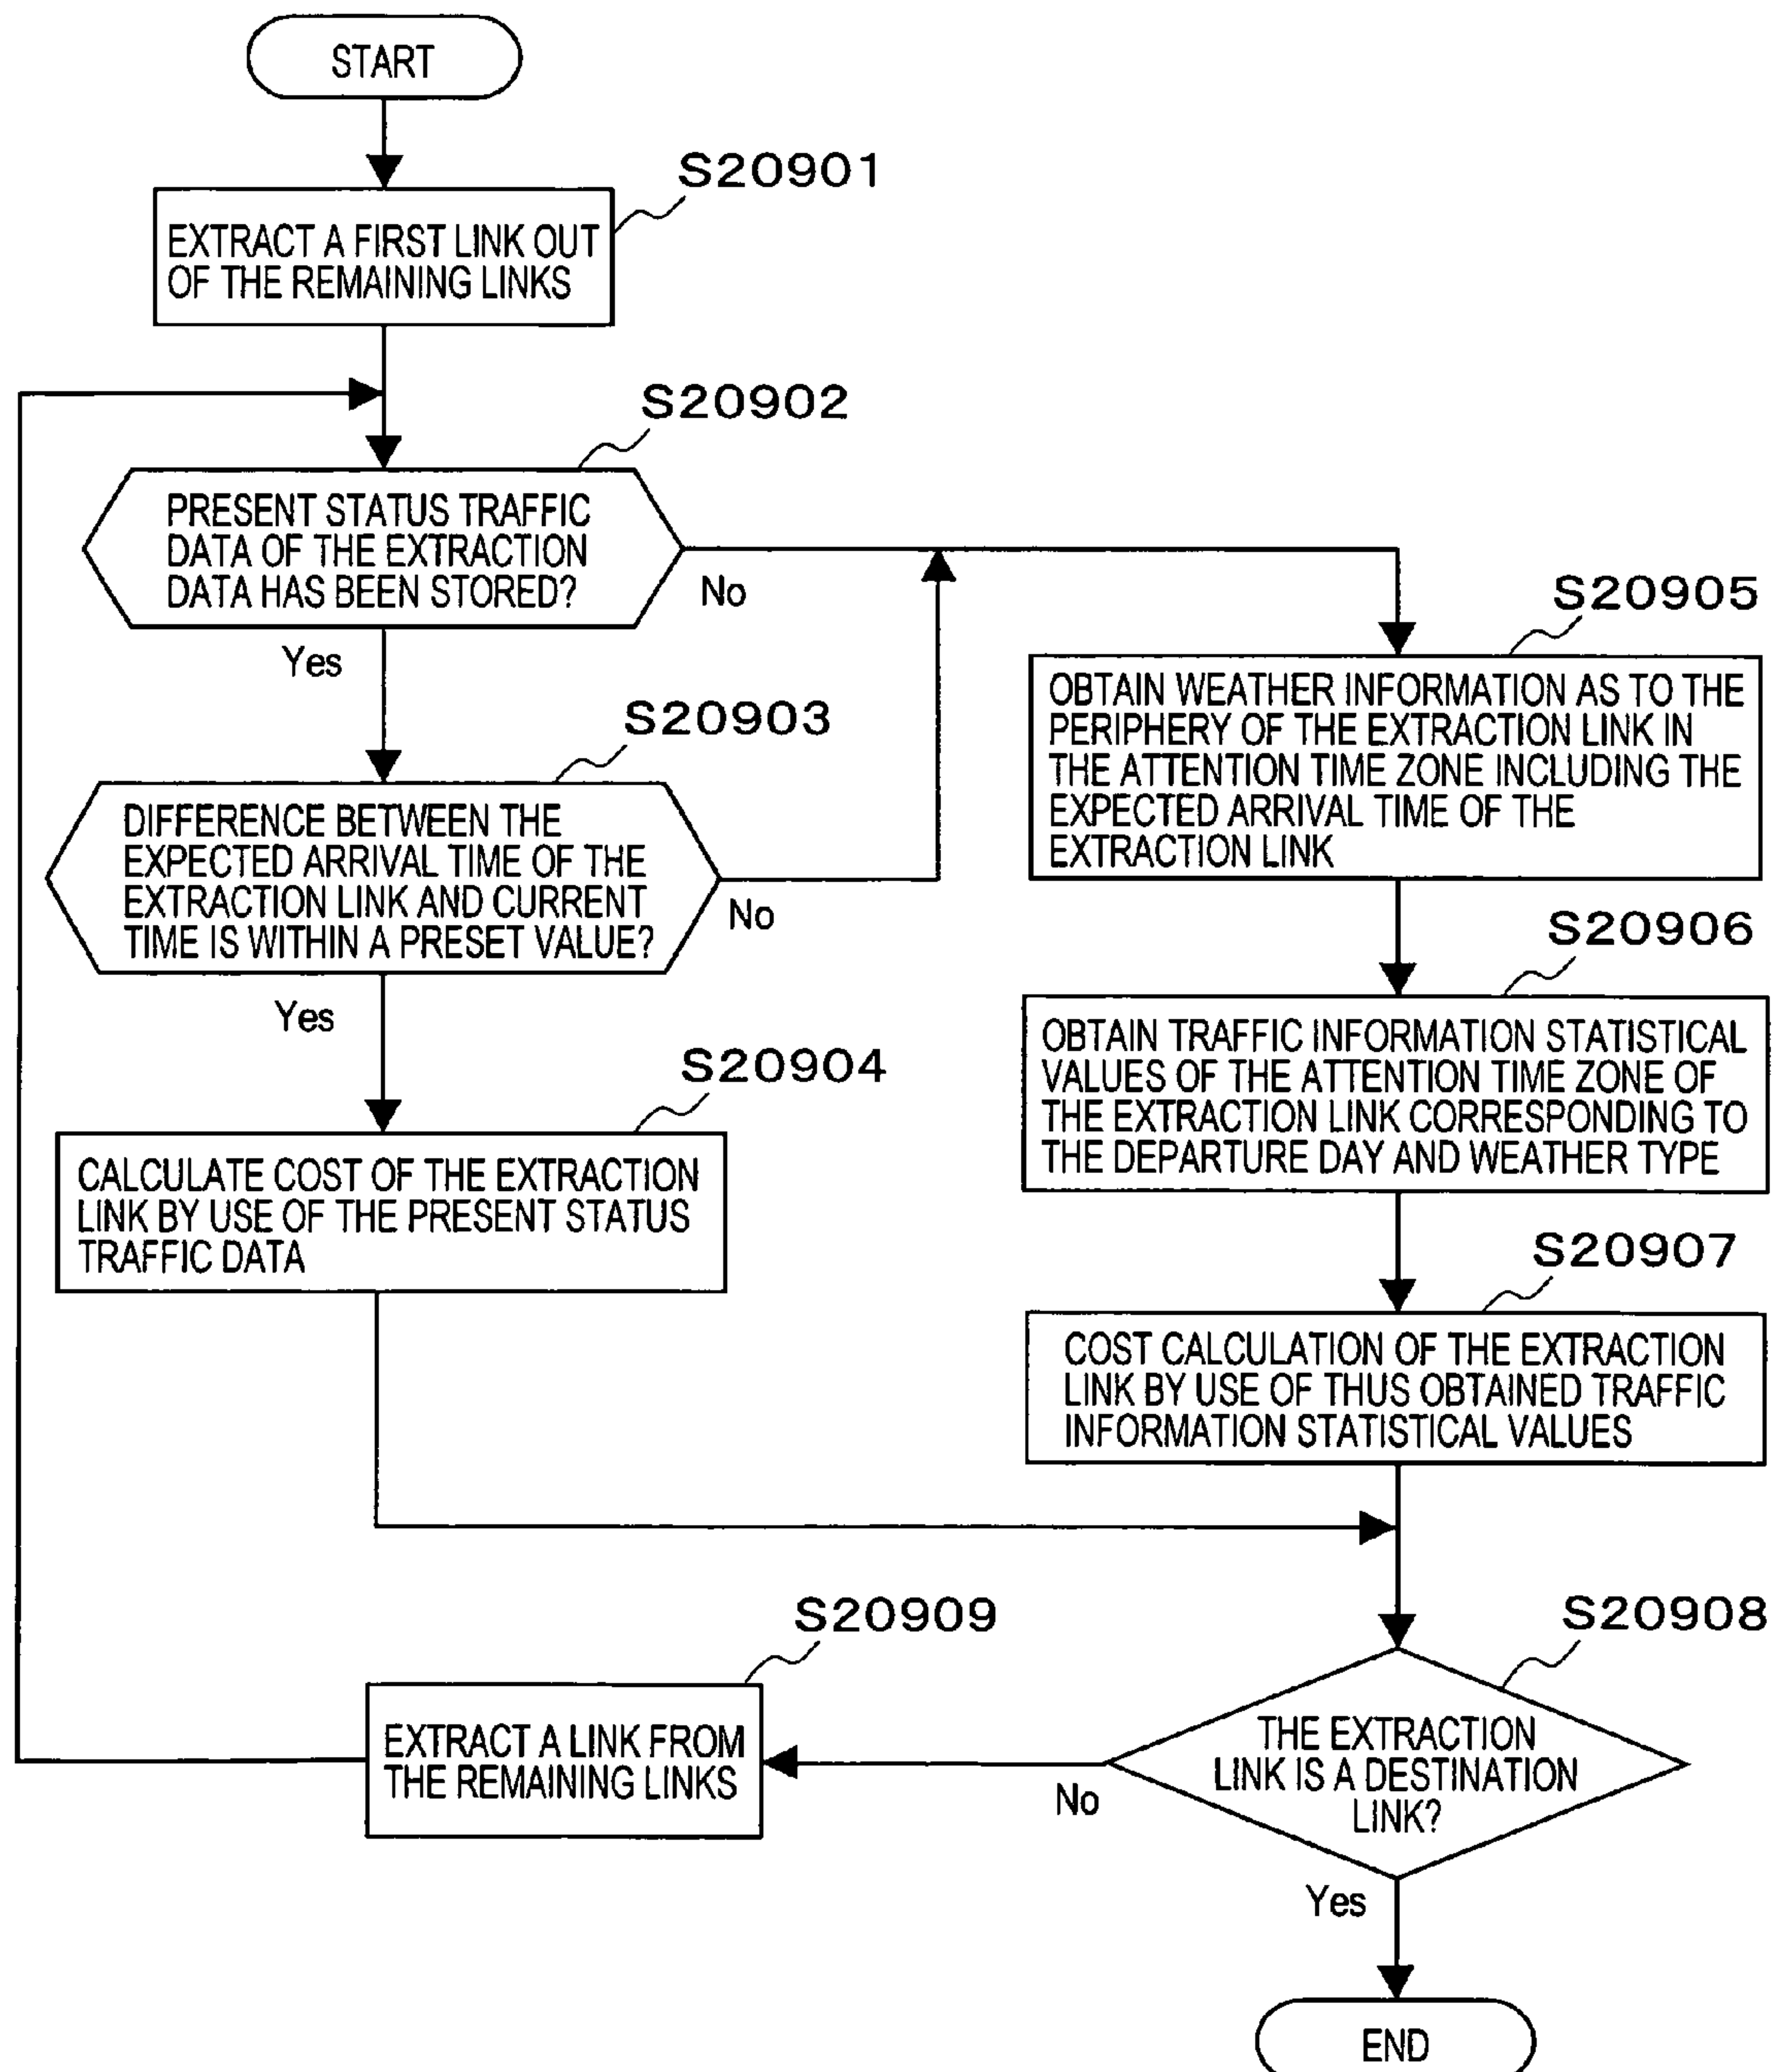 START
S20901
EXTRACT A FIRST LINK OUT
OF THE REMAINING LINKS
S20902
PRESENT STATUS TRAFFIC
DATA OF THE EXTRACTION
DATA HAS BEEN STORED?
No
Yes
S20903
DIFFERENCE BETWEEN THE
EXPECTED ARRIVAL TIME OF THE
EXTRACTION LINK AND CURRENT
TIME IS WITHIN A PRESET VALUE?
No
Yes
S20904
CALCULATE COST OF THE EXTRACTION
LINK BY USE OF THE PRESENT STATUS
TRAFFIC DATA
S20905
OBTAIN WEATHER INFORMATION AS TO THE
PERIPHERY OF THE EXTRACTION LINK IN
THE ATTENTION TIME ZONE INCLUDING THE
EXPECTED ARRIVAL TIME OF THE
EXTRACTION LINK
S20906
OBTAIN TRAFFIC INFORMATION STATISTICAL
VALUES OF THE ATTENTION TIME ZONE OF
THE EXTRACTION LINK CORRESPONDING TO
THE DEPARTURE DAY AND WEATHER TYPE
S20907
COST CALCULATION OF THE EXTRACTION
LINK BY USE OF THUS OBTAINED TRAFFIC
INFORMATION STATISTICAL VALUES
S20908
THE EXTRACTION
LINK IS A DESTINATION
LINK?
No
Yes
S20909
EXTRACT A LINK FROM
THE REMAINING LINKS
END